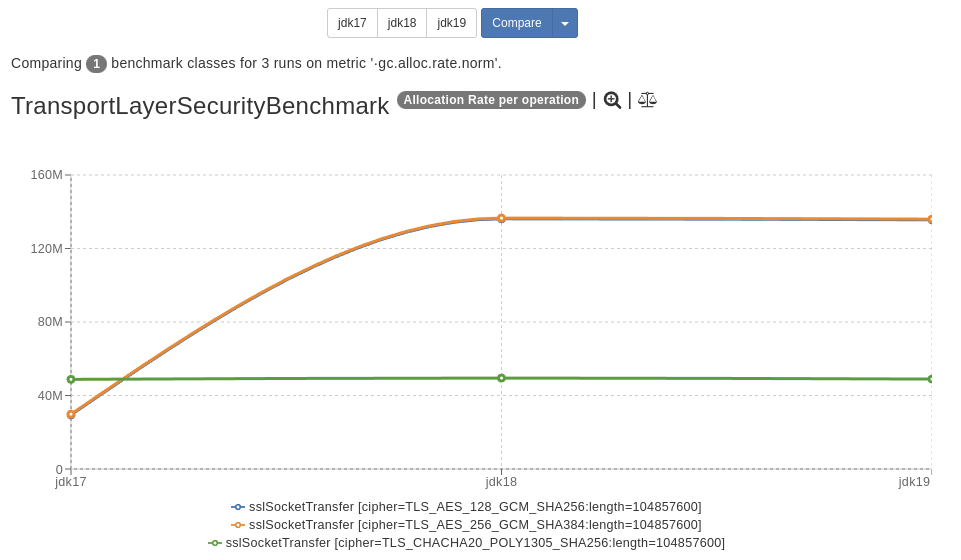 jdk17 jdk18 jdk19 Compare
Comparing 1 benchmark classes for 3 runs on metric '·gc.alloc.rate.norm'.
TransportLayerSecurityBenchmark Allocation Rate per operation | |
160M
120M
80M
40M
0
jdk17 jdk18 jdk19
sslSocketTransfer [cipher=TLS_AES_128_GCM_SHA256:length=104857600]
sslSocketTransfer [cipher=TLS_AES_256_GCM_SHA384:length=104857600]
sslSocketTransfer [cipher=TLS_CHACHA20_POLY1305_SHA256:length=104857600]